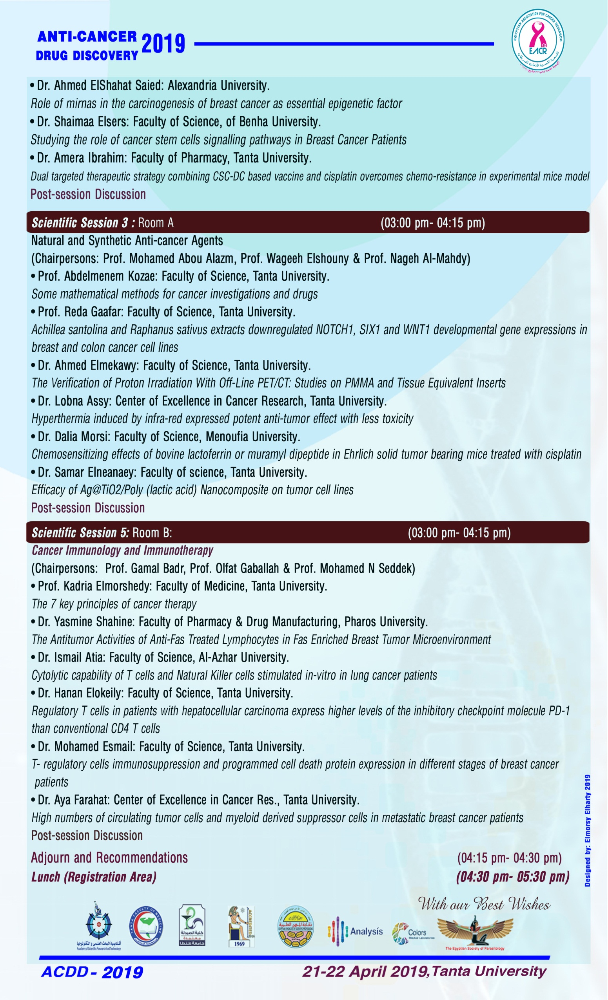 ANTI-CANCER
DRUG DISCOVERY 2019
EGYPTIAN ASSOCIATION FOR CANCER RESEARCH
EACR
الجمعية المصرية لأبحاث السرطان
• Dr. Ahmed ElShahat Saied: Alexandria University.
Role of mirnas in the carcinogenesis of breast cancer as essential epigenetic factor
• Dr. Shaimaa Elsers: Faculty of Science, of Benha University.
Studying the role of cancer stem cells signalling pathways in Breast Cancer Patients
• Dr. Amera Ibrahim: Faculty of Pharmacy, Tanta University.
Dual targeted therapeutic strategy combining CSC-DC based vaccine and cisplatin overcomes chemo-resistance in experimental mice model
Post-session Discussion
Scientific Session 3 : Room A (03:00 pm- 04:15 pm)
Natural and Synthetic Anti-cancer Agents
(Chairpersons: Prof. Mohamed Abou Alazm, Prof. Wageeh Elshouny & Prof. Nageh Al-Mahdy)
• Prof. Abdelmenem Kozae: Faculty of Science, Tanta University.
Some mathematical methods for cancer investigations and drugs
• Prof. Reda Gaafar: Faculty of Science, Tanta University.
Achillea santolina and Raphanus sativus extracts downregulated NOTCH1, SIX1 and WNT1 developmental gene expressions in
breast and colon cancer cell lines
• Dr. Ahmed Elmekawy: Faculty of Science, Tanta University.
The Verification of Proton Irradiation With Off-Line PET/CT: Studies on PMMA and Tissue Equivalent Inserts
• Dr. Lobna Assy: Center of Excellence in Cancer Research, Tanta University.
Hyperthermia induced by infra-red expressed potent anti-tumor effect with less toxicity
• Dr. Dalia Morsi: Faculty of Science, Menoufia University.
Chemosensitizing effects of bovine lactoferrin or muramyl dipeptide in Ehrlich solid tumor bearing mice treated with cisplatin
• Dr. Samar Elneanaey: Faculty of science, Tanta University.
Efficacy of Ag@TiO2/Poly (lactic acid) Nanocomposite on tumor cell lines
Post-session Discussion
Scientific Session 5: Room B: (03:00 pm- 04:15 pm)
Cancer Immunology and Immunotherapy
(Chairpersons: Prof. Gamal Badr, Prof. Olfat Gaballah & Prof. Mohamed N Seddek)
• Prof. Kadria Elmorshedy: Faculty of Medicine, Tanta University.
The 7 key principles of cancer therapy
• Dr. Yasmine Shahine: Faculty of Pharmacy & Drug Manufacturing, Pharos University.
The Antitumor Activities of Anti-Fas Treated Lymphocytes in Fas Enriched Breast Tumor Microenvironment
• Dr. Ismail Atia: Faculty of Science, Al-Azhar University.
Cytolytic capability of T cells and Natural Killer cells stimulated in-vitro in lung cancer patients
• Dr. Hanan Elokeily: Faculty of Science, Tanta University.
Regulatory T cells in patients with hepatocellular carcinoma express higher levels of the inhibitory checkpoint molecule PD-1
than conventional CD4 T cells
• Dr. Mohamed Esmail: Faculty of Science, Tanta University.
T- regulatory cells immunosuppression and programmed cell death protein expression in different stages of breast cancer
patients
• Dr. Aya Farahat: Center of Excellence in Cancer Res., Tanta University.
High numbers of circulating tumor cells and myeloid derived suppressor cells in metastatic breast cancer patients
Post-session Discussion
Adjourn and Recommendations (04:15 pm- 04:30 pm)
Lunch (Registration Area) (04:30 pm- 05:30 pm)
Designed by: Elmorsy Elharty 2019
With our Best Wishes
أكاديمية البحث العلمي و التكنولوجيا
Academy of Scientific Research And Technology
TANTA FACULTY OF MEDICINE
كلية الصيدلة
معتمدة
جامعة طنطا
ACCREDITED 2016
1969
نقابة المهن العلمية
EGYPTIAN SYNDICATE OF SCIENTIFIC PROFESSIONS
Analysis
Colors
Medical Laboratories
The Egyptian Society of Parasitology
ACDD - 2019
21-22 April 2019, Tanta University